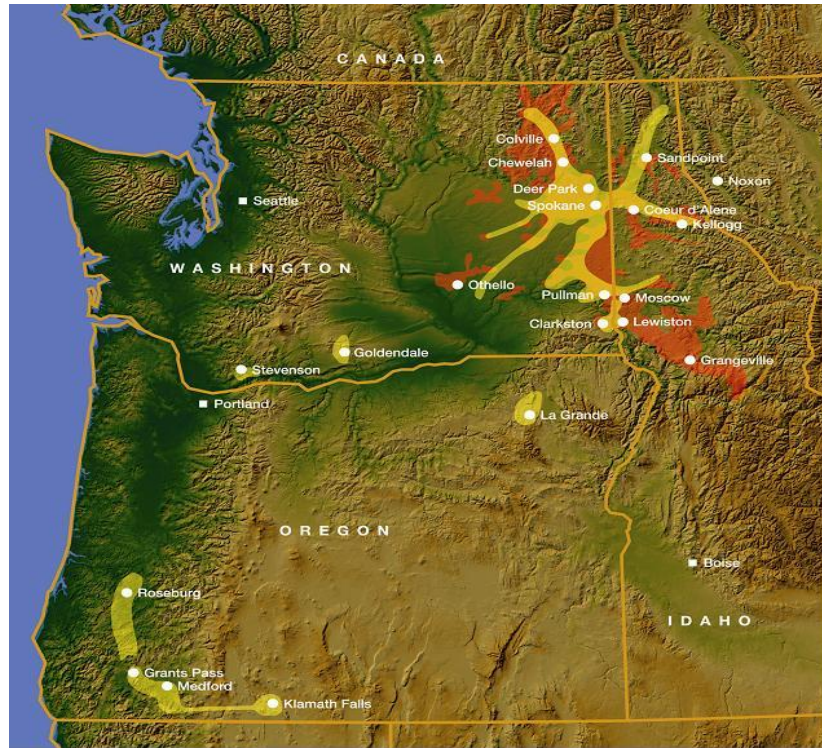 CANADA
Colville
Chewelah
Sandpoint
Noxon
Deer Park
Spokane
Coeur d'Alene
Seattle
Kellogg
WASHINGTON
Othello
Pullman
Moscow
Clarkston
Lewiston
Goldendale
Grangeville
Stevenson
Portland
La Grande
OREGON
Boise
Roseburg
IDAHO
Grants Pass
Medford
Klamath Falls